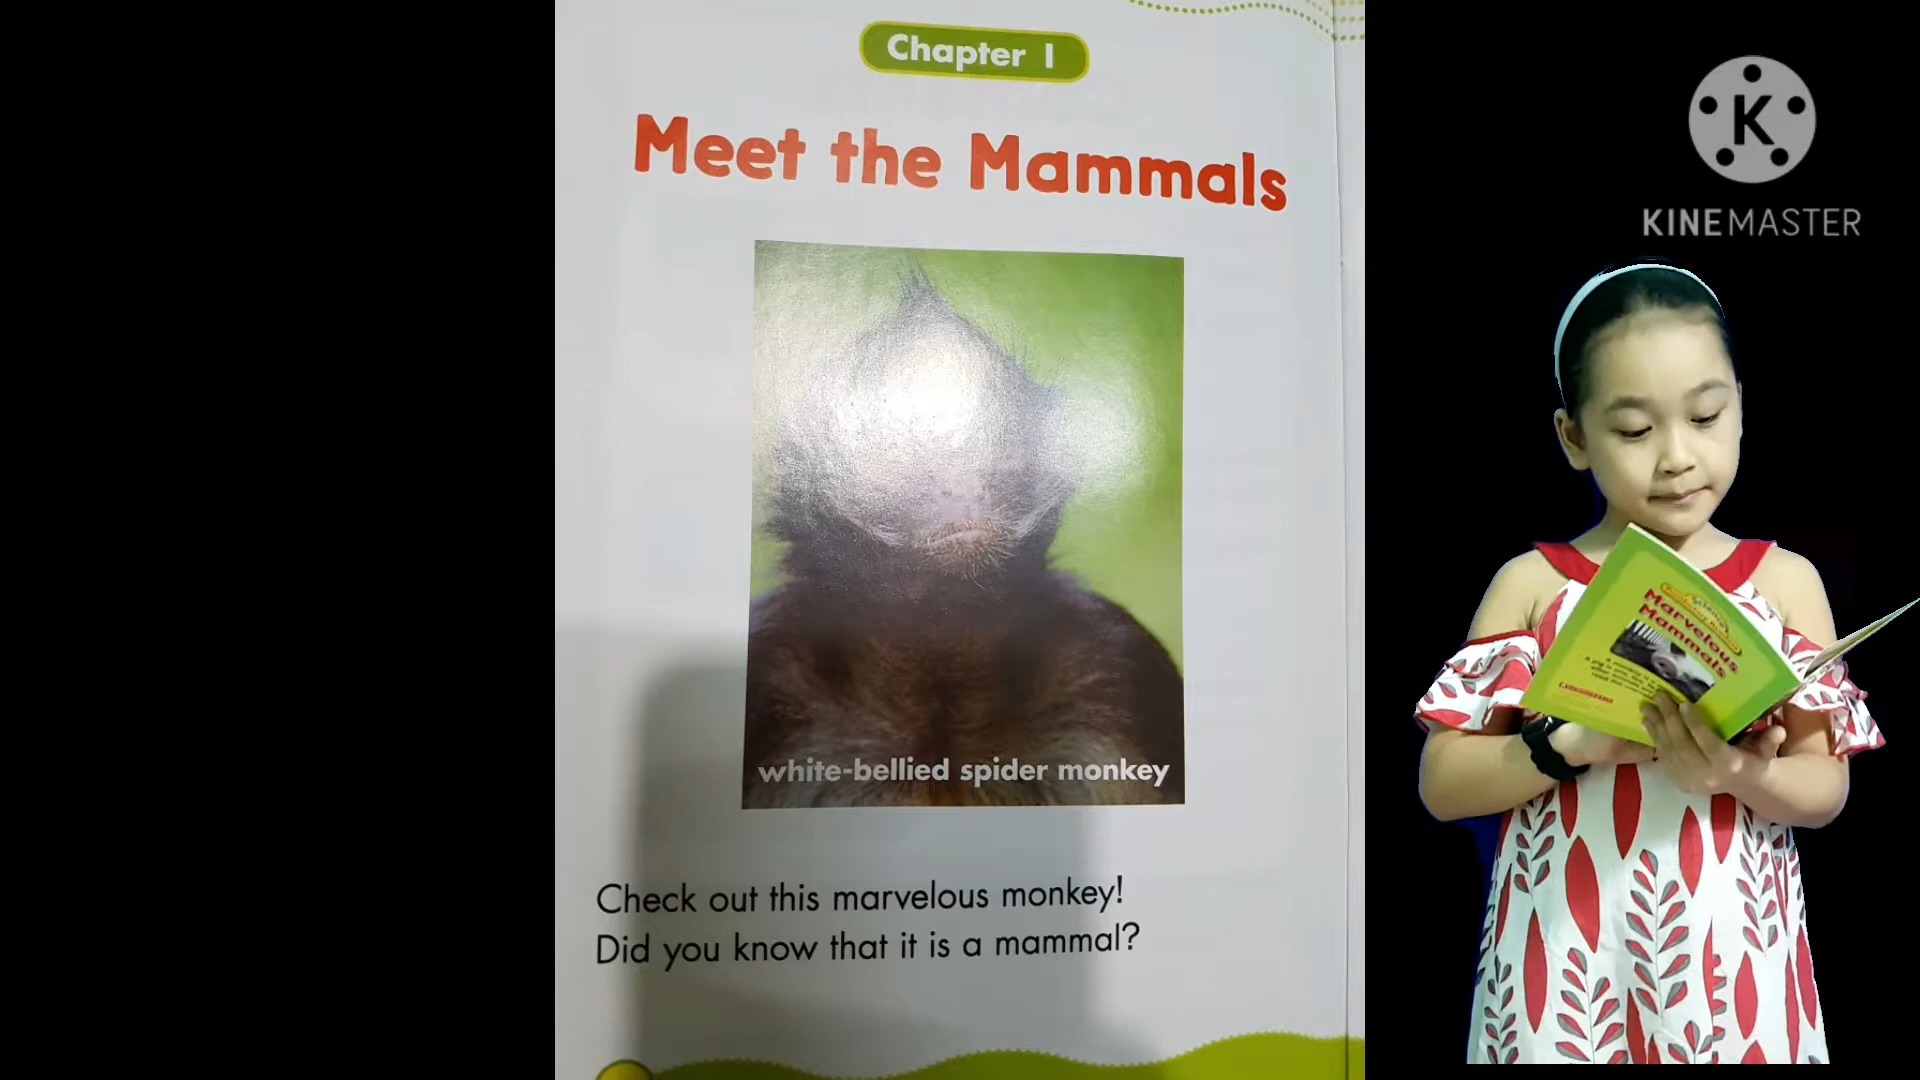 Chapter 1
Meet the Mammals
white-bellied spider monkey
Check out this marvelous monkey!
Did you know that it is a mammal?
K
KINEMASTER
Marvelous
Mammals